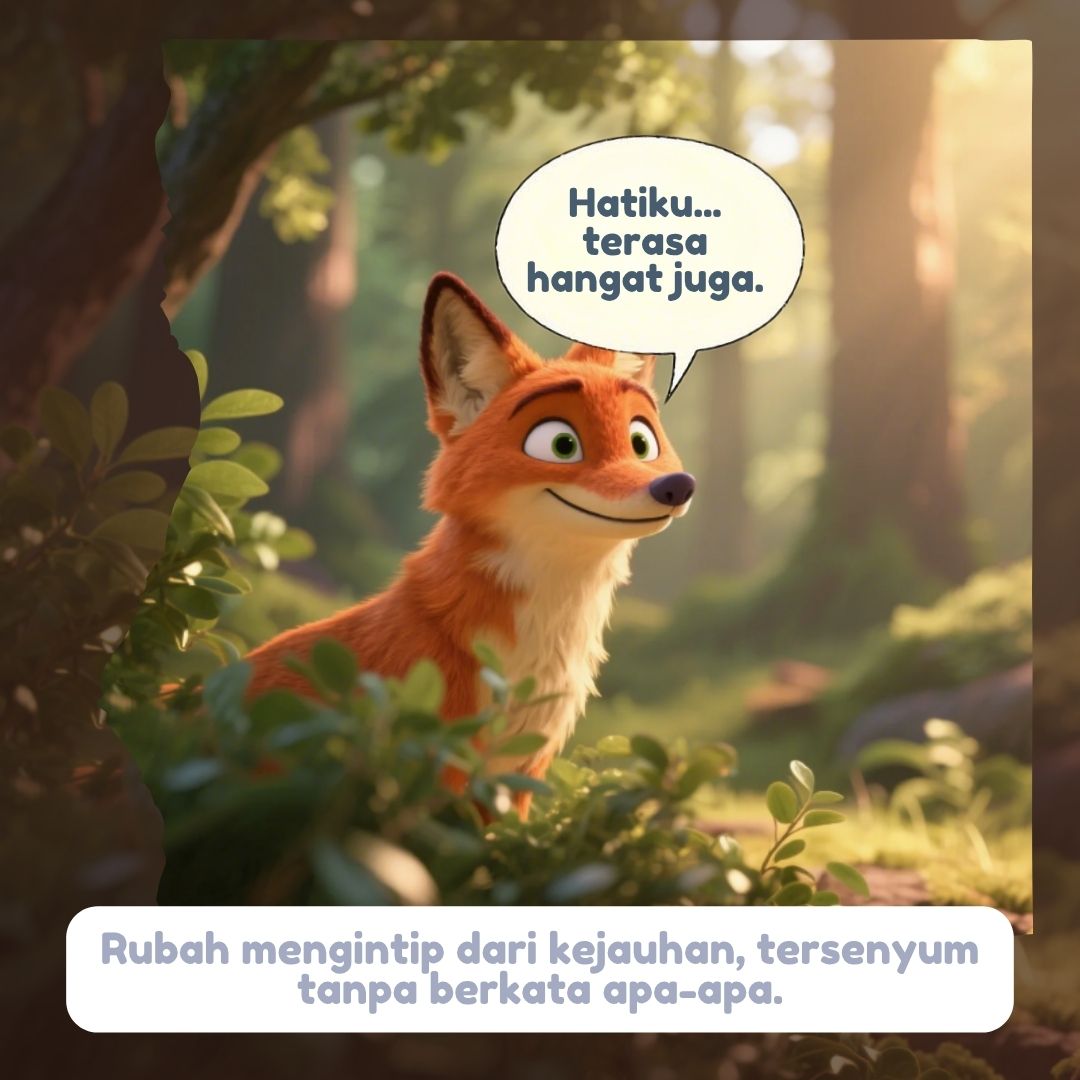 Hatiku...
terasa
hangat juga.
Rubah mengintip dari kejauhan, tersenyum
tanpa berkata apa-apa.